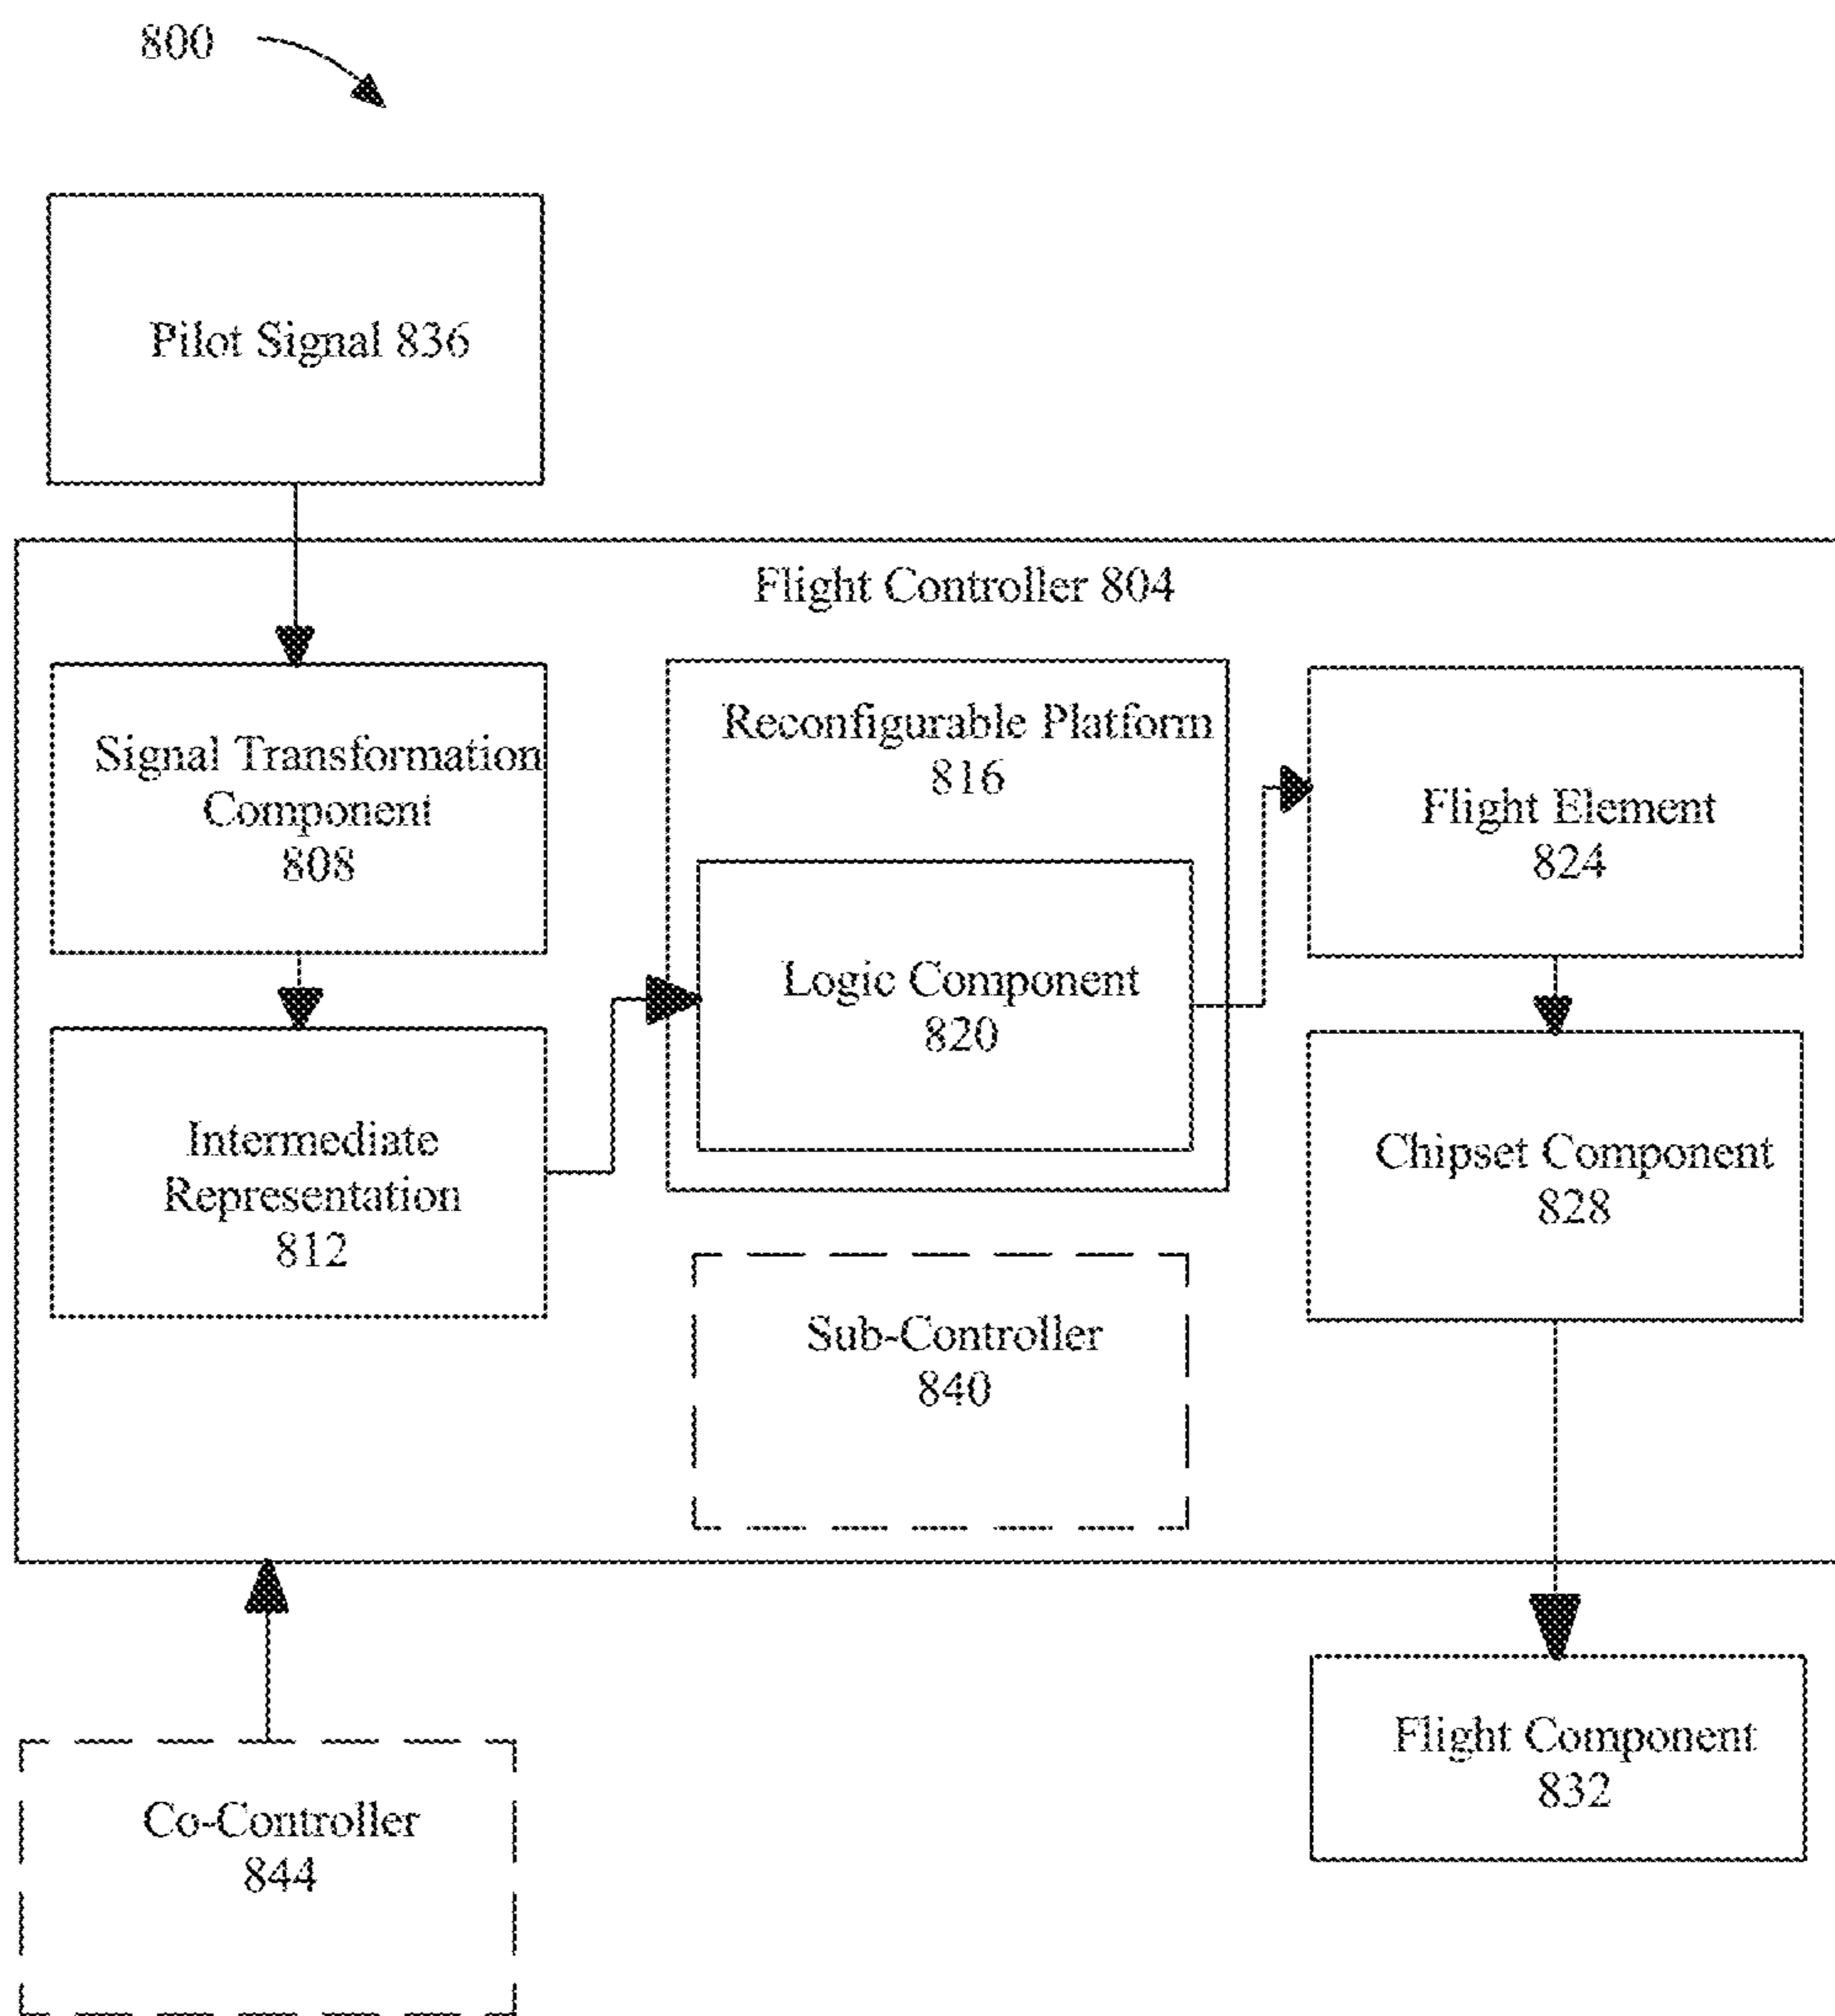 800
Pilot Signal 836
Flight Controller 804
Signal Transformation
Component
808
Intermediate
Representation
812
Reconfigurable Platform
816
Logic Component
820
Sub-Controller
840
Flight Element
824
Chipset Component
828
Co-Controller
844
Flight Component
832